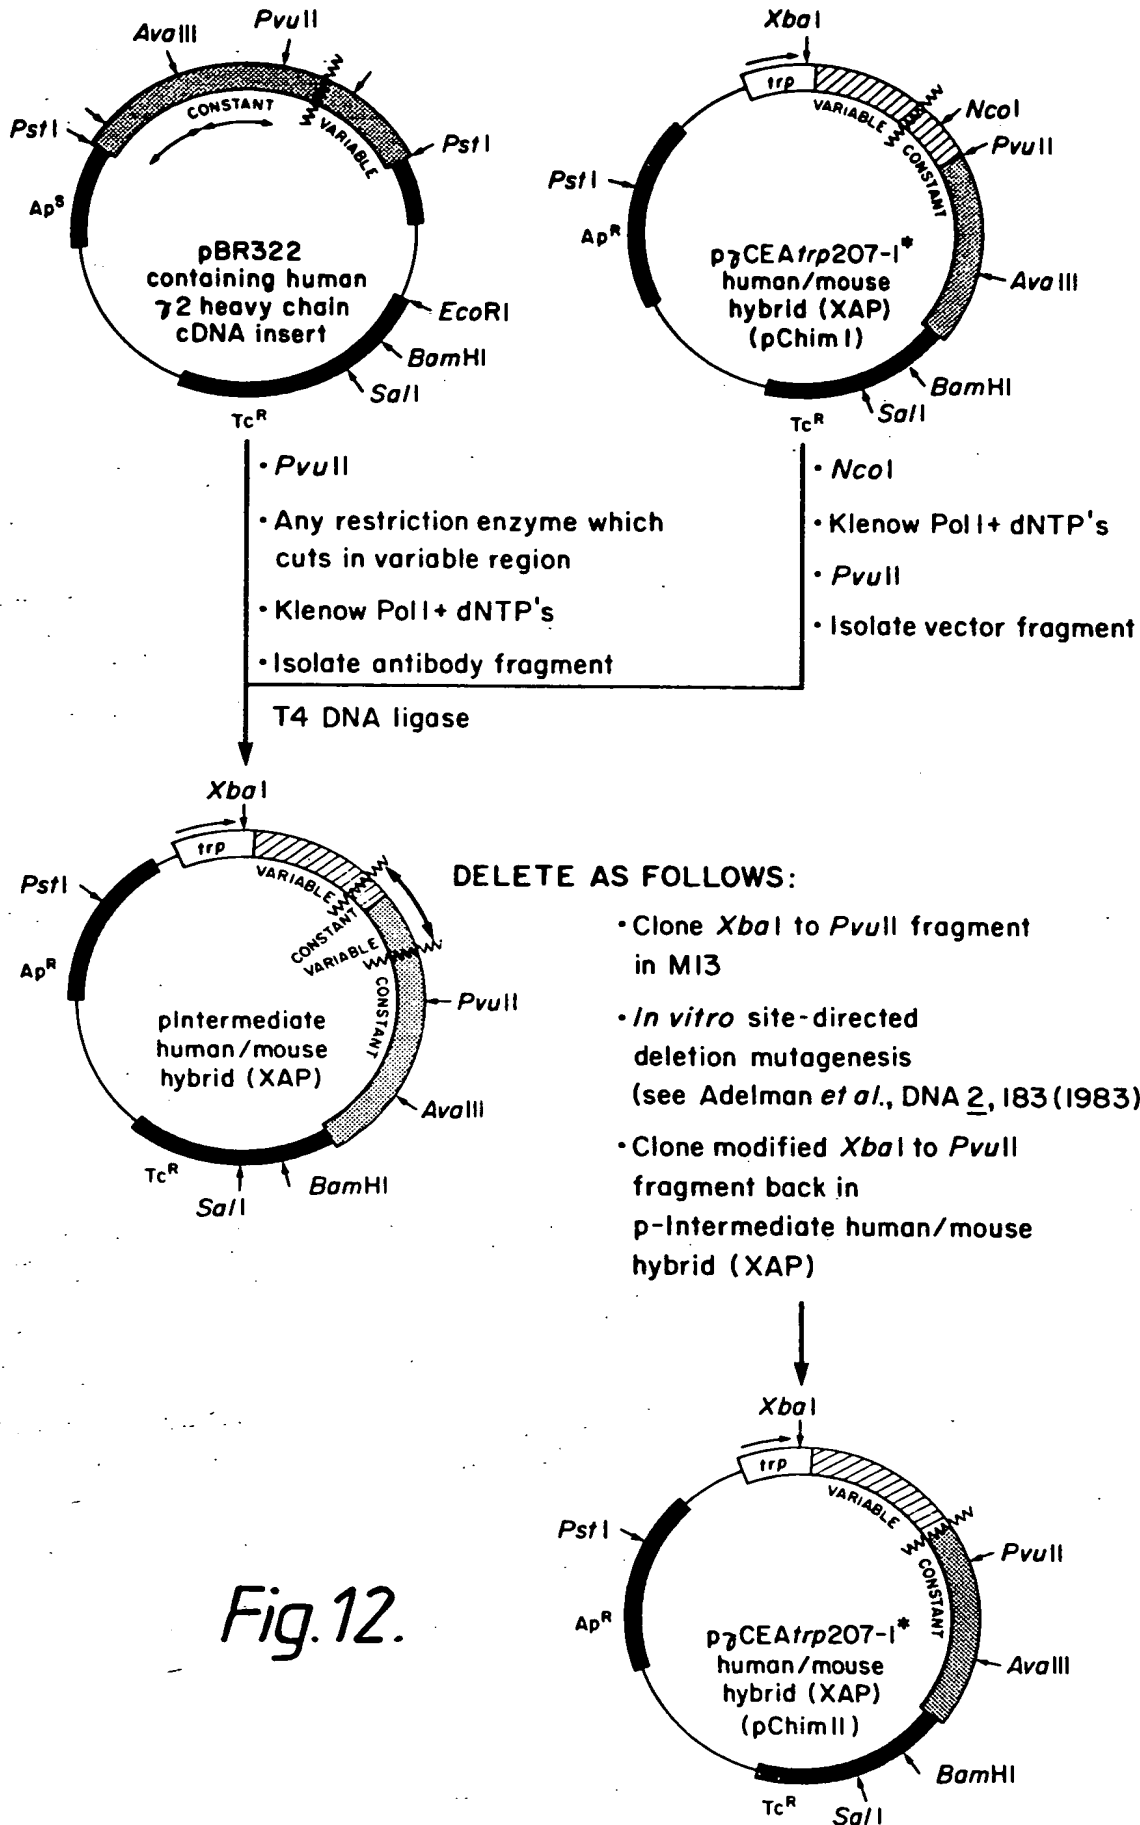 PvuII
AvaIII
PstI
CONSTANT
VARIABLE
PstI
Ap^S
pBR322
containing human
γ2 heavy chain
cDNA insert
EcoRI
BamHI
SalI
Tc^R
XbaI
trp
VARIABLE
NcoI
PvuII
CONSTANT
PstI
Ap^R
pγCEAtrp207-1*
human/mouse
hybrid (XAP)
(pChim I)
AvaIII
BamHI
SalI
Tc^R
• PvuII
• Any restriction enzyme which
cuts in variable region
• Klenow Pol I + dNTP's
• Isolate antibody fragment
• NcoI
• Klenow Pol I + dNTP's
• PvuII
• Isolate vector fragment
T4 DNA ligase
XbaI
trp
VARIABLE
PstI
CONSTANT
VARIABLE
Ap^R
CONSTANT
PvuII
pIntermediate
human/mouse
hybrid (XAP)
AvaIII
Tc^R
SalI
BamHI
DELETE AS FOLLOWS:
• Clone XbaI to PvuII fragment
in M13
• In vitro site-directed
deletion mutagenesis
(see Adelman et al., DNA 2, 183 (1983)
• Clone modified XbaI to PvuII
fragment back in
p-Intermediate human/mouse
hybrid (XAP)
XbaI
trp
VARIABLE
PstI
PvuII
CONSTANT
Ap^R
pγCEAtrp207-1*
human/mouse
hybrid (XAP)
(pChim II)
AvaIII
BamHI
SalI
Tc^R
Fig. 12.